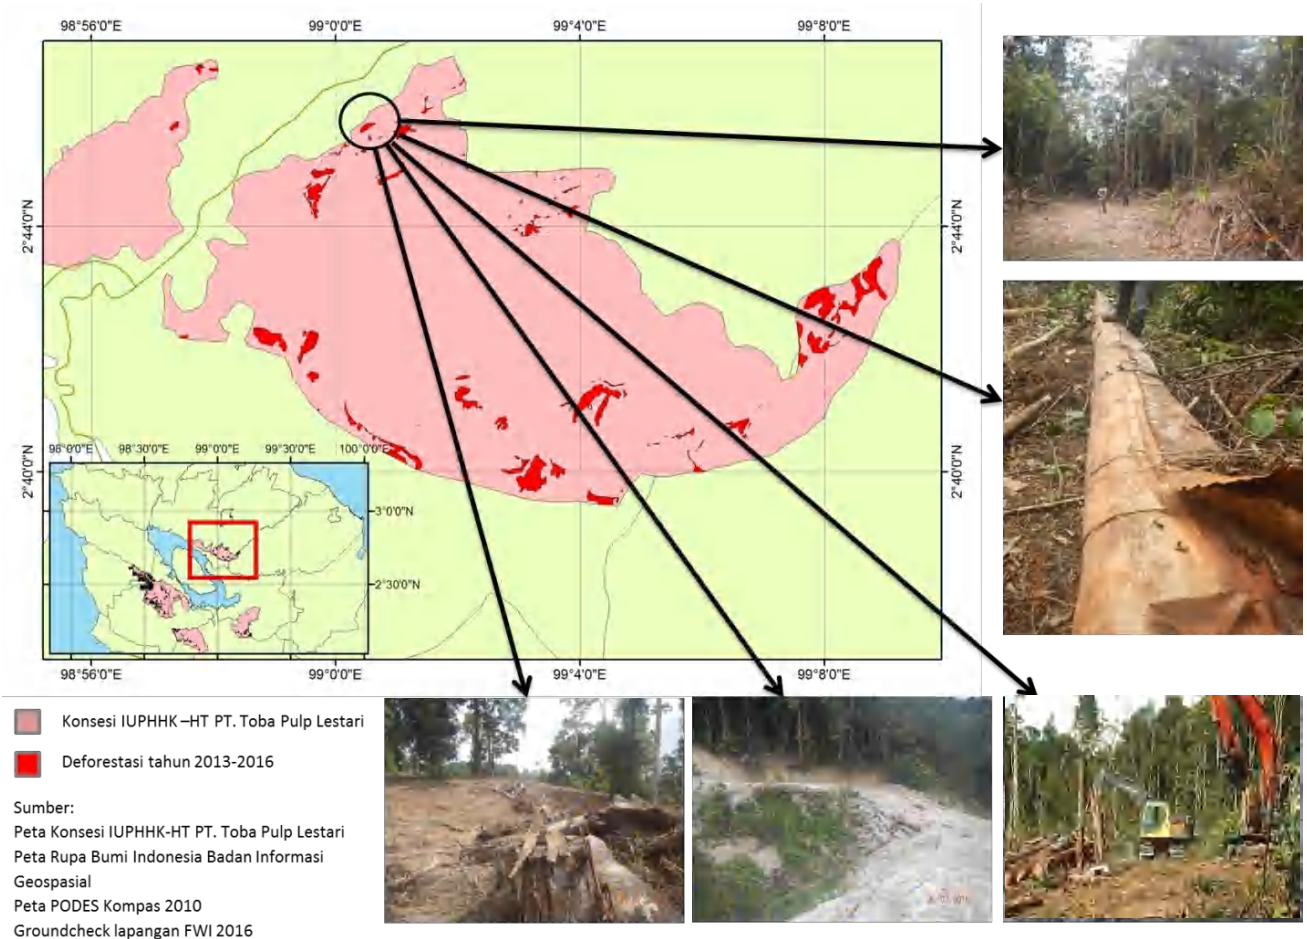 98°56'0"E 99°0'0"E 99°4'0"E 99°8'0"E
2°44'0"N 2°44'0"N
2°40'0"N 2°40'0"N
98°0'0"E 98°30'0"E 99°0'0"E 99°30'0"E 100°0'0"E
3°0'0"N
2°30'0"N
98°56'0"E 99°0'0"E 99°4'0"E 99°8'0"E
Konsesi IUPHHK –HT PT. Toba Pulp Lestari
Deforestasi tahun 2013-2016
Sumber:
Peta Konsesi IUPHHK-HT PT. Toba Pulp Lestari
Peta Rupa Bumi Indonesia Badan Informasi
Geospasial
Peta PODES Kompas 2010
Groundcheck lapangan FWI 2016